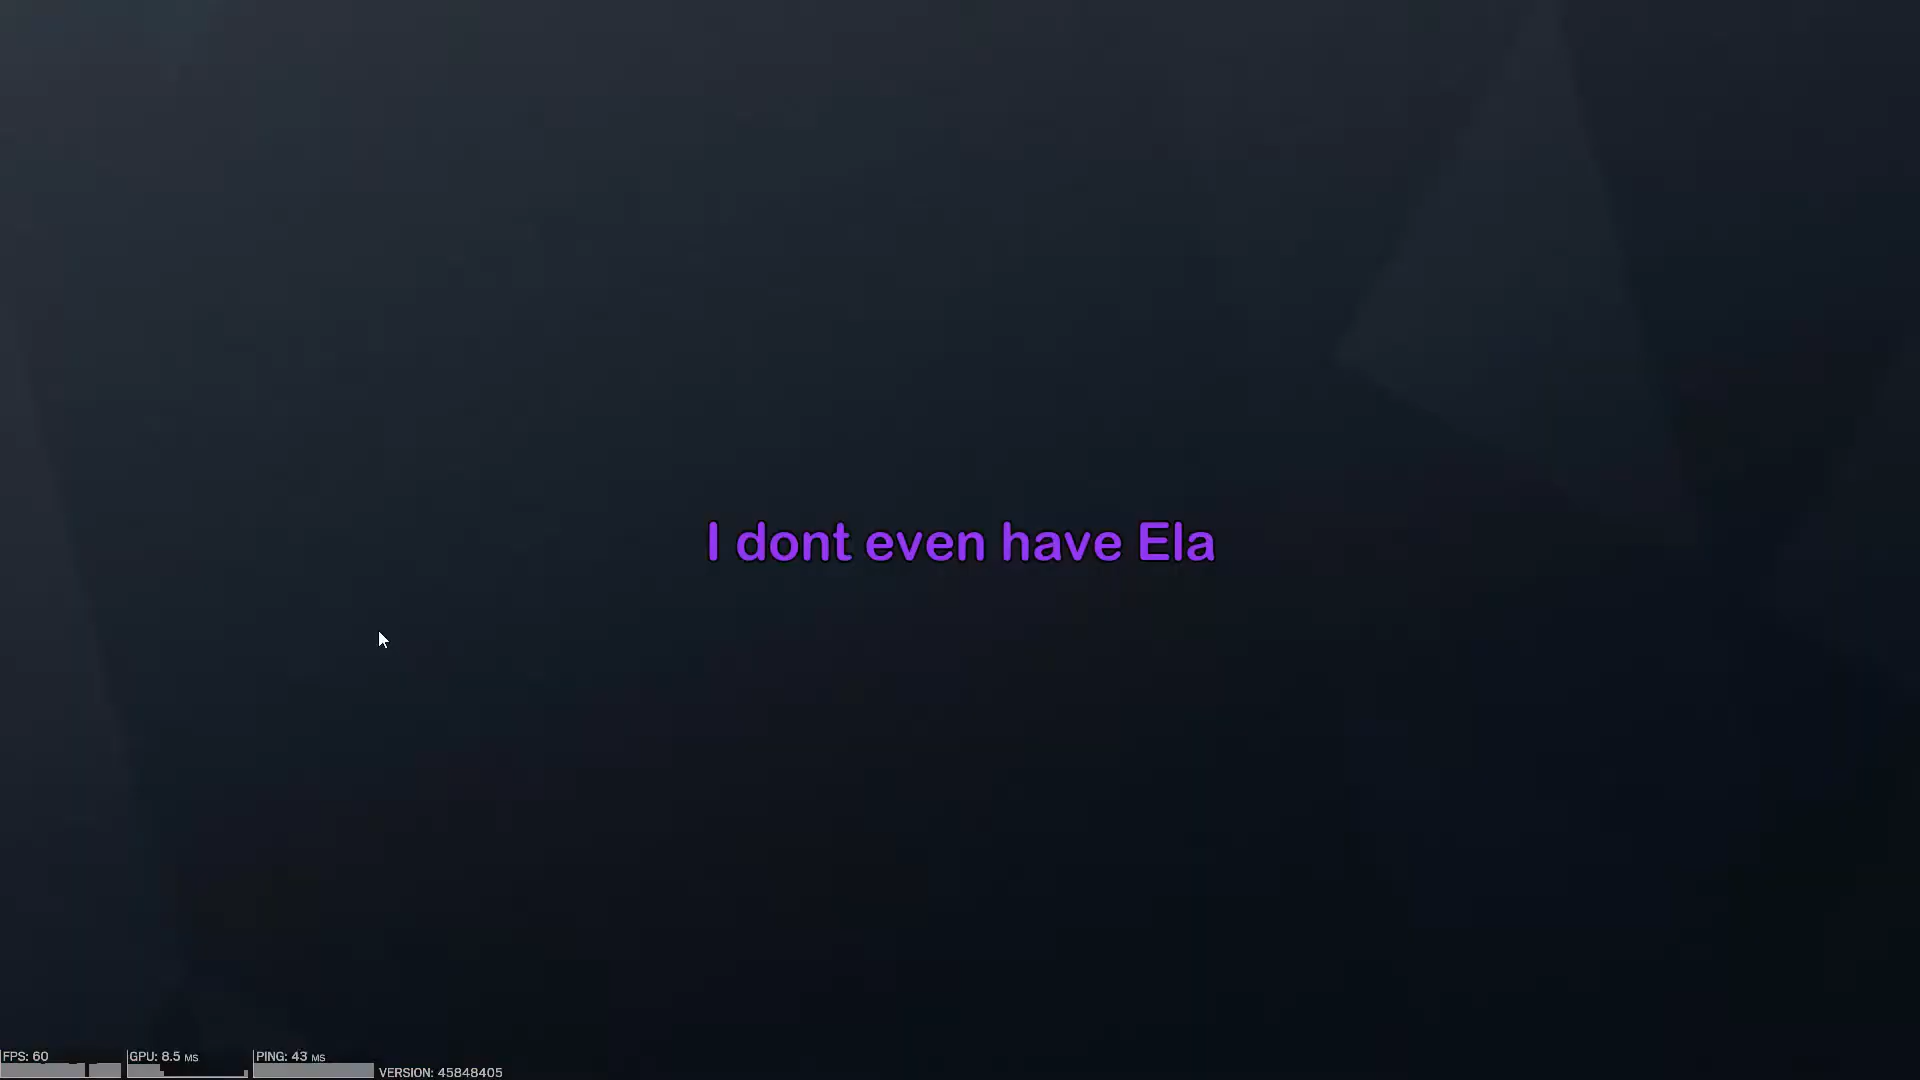 I dont even have Ela
FPS: 60 GPU: 8.5 MS PING: 43 MS VERSION: 45848405